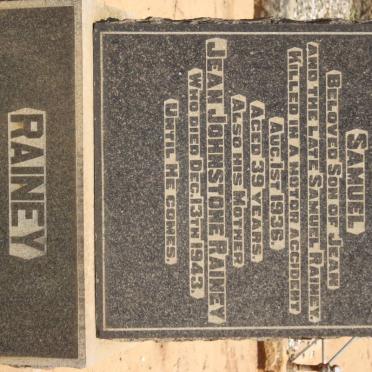 SAMUEL
BELOVED SON OF JEAN
AND THE LATE SAMUEL RAINEY.
KILLED IN A MOTOR ACCIDENT
AUG. 1ST 1936.
AGED 39 YEARS.
ALSO HIS MOTHER
JEAN JOHNSTONE RAINEY
WHO DIED DEC. 13TH 1943.
UNTIL HE COMES.
RAINEY